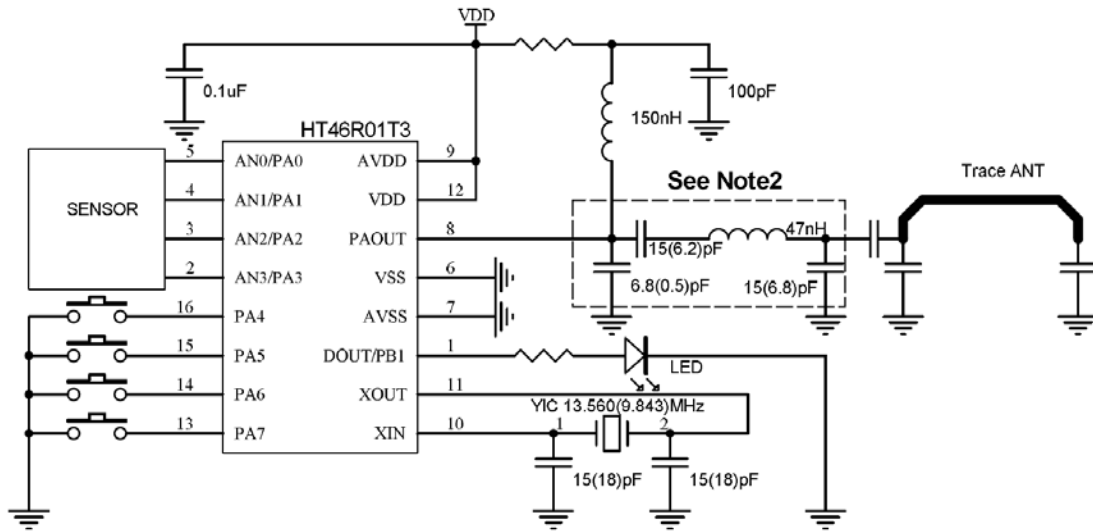 VDD
0.1uF
100pF
150nH
HT46R01T3
See Note2
Trace ANT
SENSOR
5 AN0/PA0 AVDD 9
4 AN1/PA1 VDD 12
3 AN2/PA2 PAOUT 8
2 AN3/PA3 VSS 6
16 PA4 AVSS 7
15 PA5 DOUT/PB1 1
14 PA6 XOUT 11
13 PA7 XIN 10
47nH
15(6.2)pF
6.8(0.5)pF
15(6.8)pF
LED
YIC 13.560(9.843)MHz
1 2
15(18)pF
15(18)pF